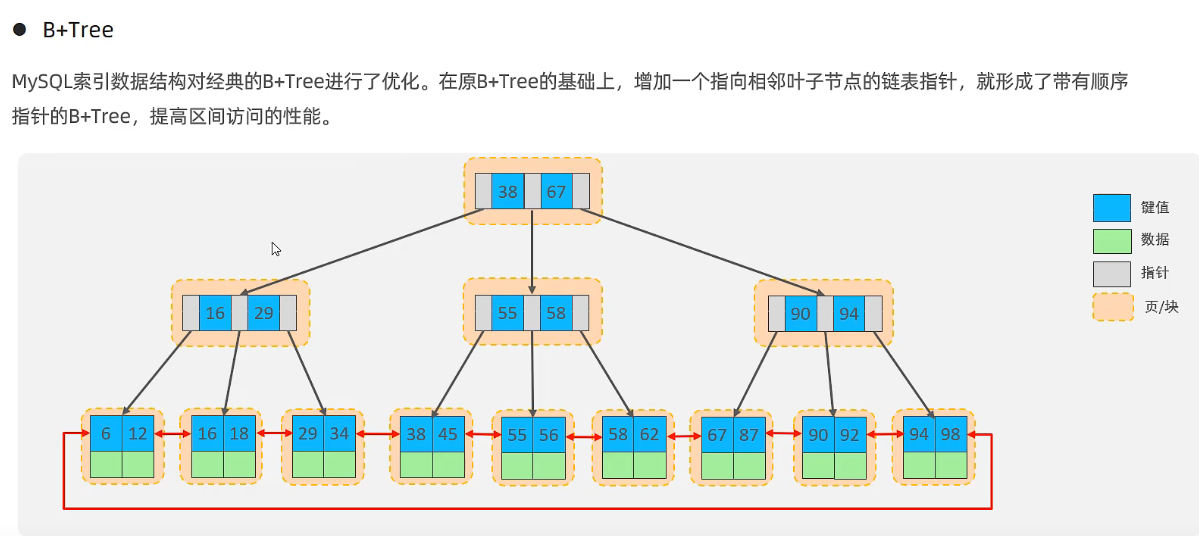 ● B+Tree
MySQL索引数据结构对经典的B+Tree进行了优化。在原B+Tree的基础上，增加一个指向相邻叶子节点的链表指针，就形成了带有顺序
指针的B+Tree，提高区间访问的性能。
38 67
键值
数据
指针
页/块
16 29 55 58 90 94
6 12 16 18 29 34 38 45 55 56 58 62 67 87 90 92 94 98